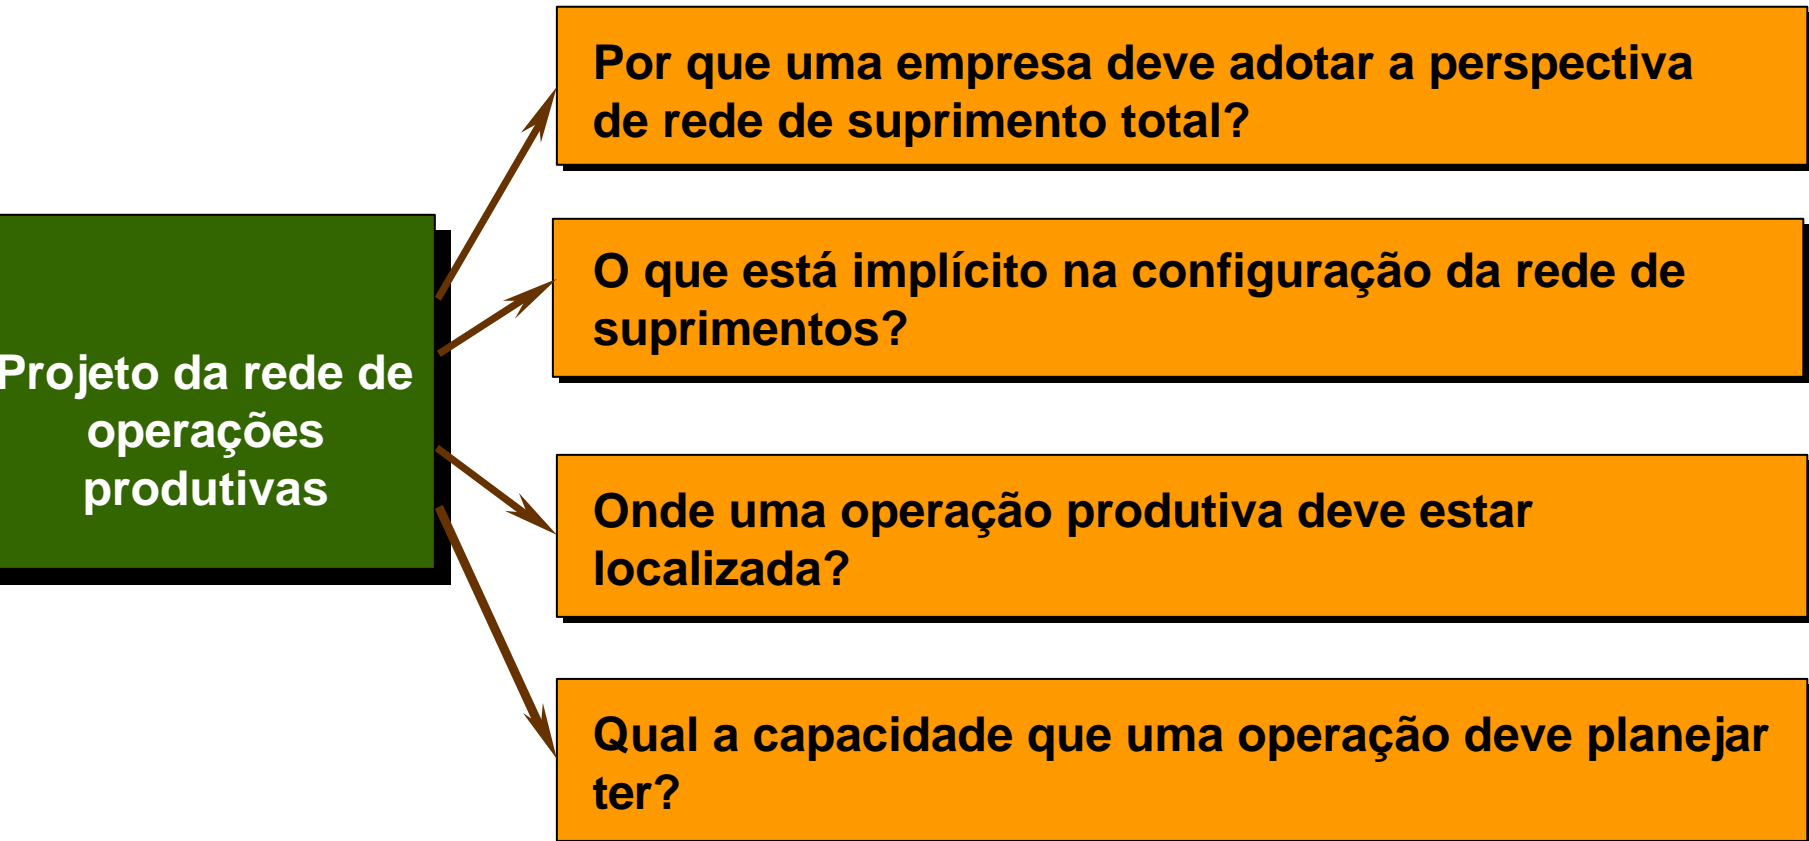 Por que uma empresa deve adotar a perspectiva
de rede de suprimento total?
O que está implícito na configuração da rede de
suprimentos?
Projeto da rede de
operações
produtivas
Onde uma operação produtiva deve estar
localizada?
Qual a capacidade que uma operação deve planejar
ter?